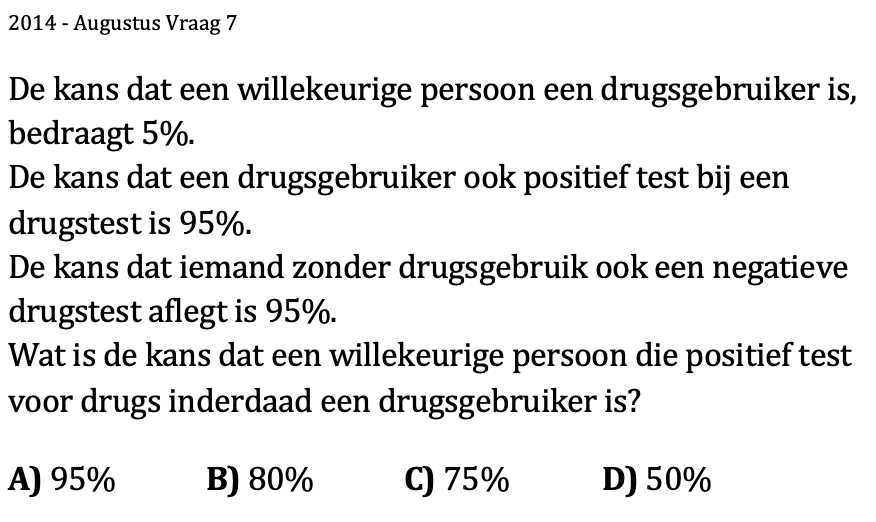 2014 - Augustus Vraag 7
De kans dat een willekeurige persoon een drugsgebruiker is,
bedraagt 5%.
De kans dat een drugsgebruiker ook positief test bij een
drugstest is 95%.
De kans dat iemand zonder drugsgebruik ook een negatieve
drugstest aflegt is 95%.
Wat is de kans dat een willekeurige persoon die positief test
voor drugs inderdaad een drugsgebruiker is?
A) 95% B) 80% C) 75% D) 50%